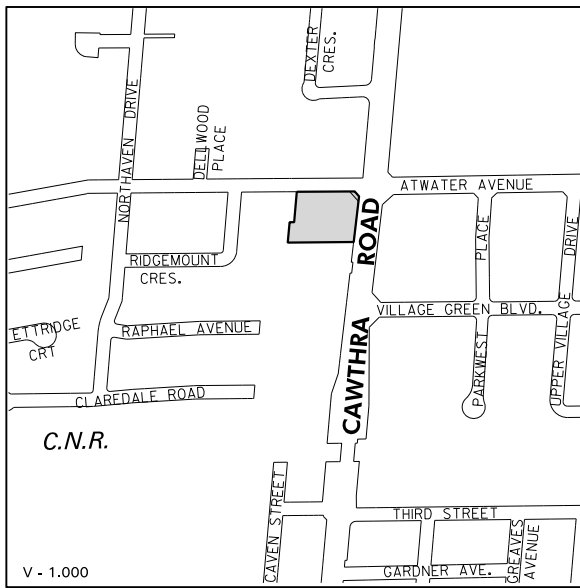 DEXTER
CRES.
NORTHAVEN DRIVE
DELLWOOD
PLACE
ATWATER AVENUE
CAWTHRA ROAD
PLACE
PARKWEST
UPPER VILLAGE DRIVE
RIDGEMOUNT
CRES.
VILLAGE GREEN BLVD.
ETTRIDGE
CRT
RAPHAEL AVENUE
CLAREDALE ROAD
C.N.R.
CAVEN STREET
THIRD STREET
GREAVES
AVENUE
GARDNER AVE.
V - 1.000